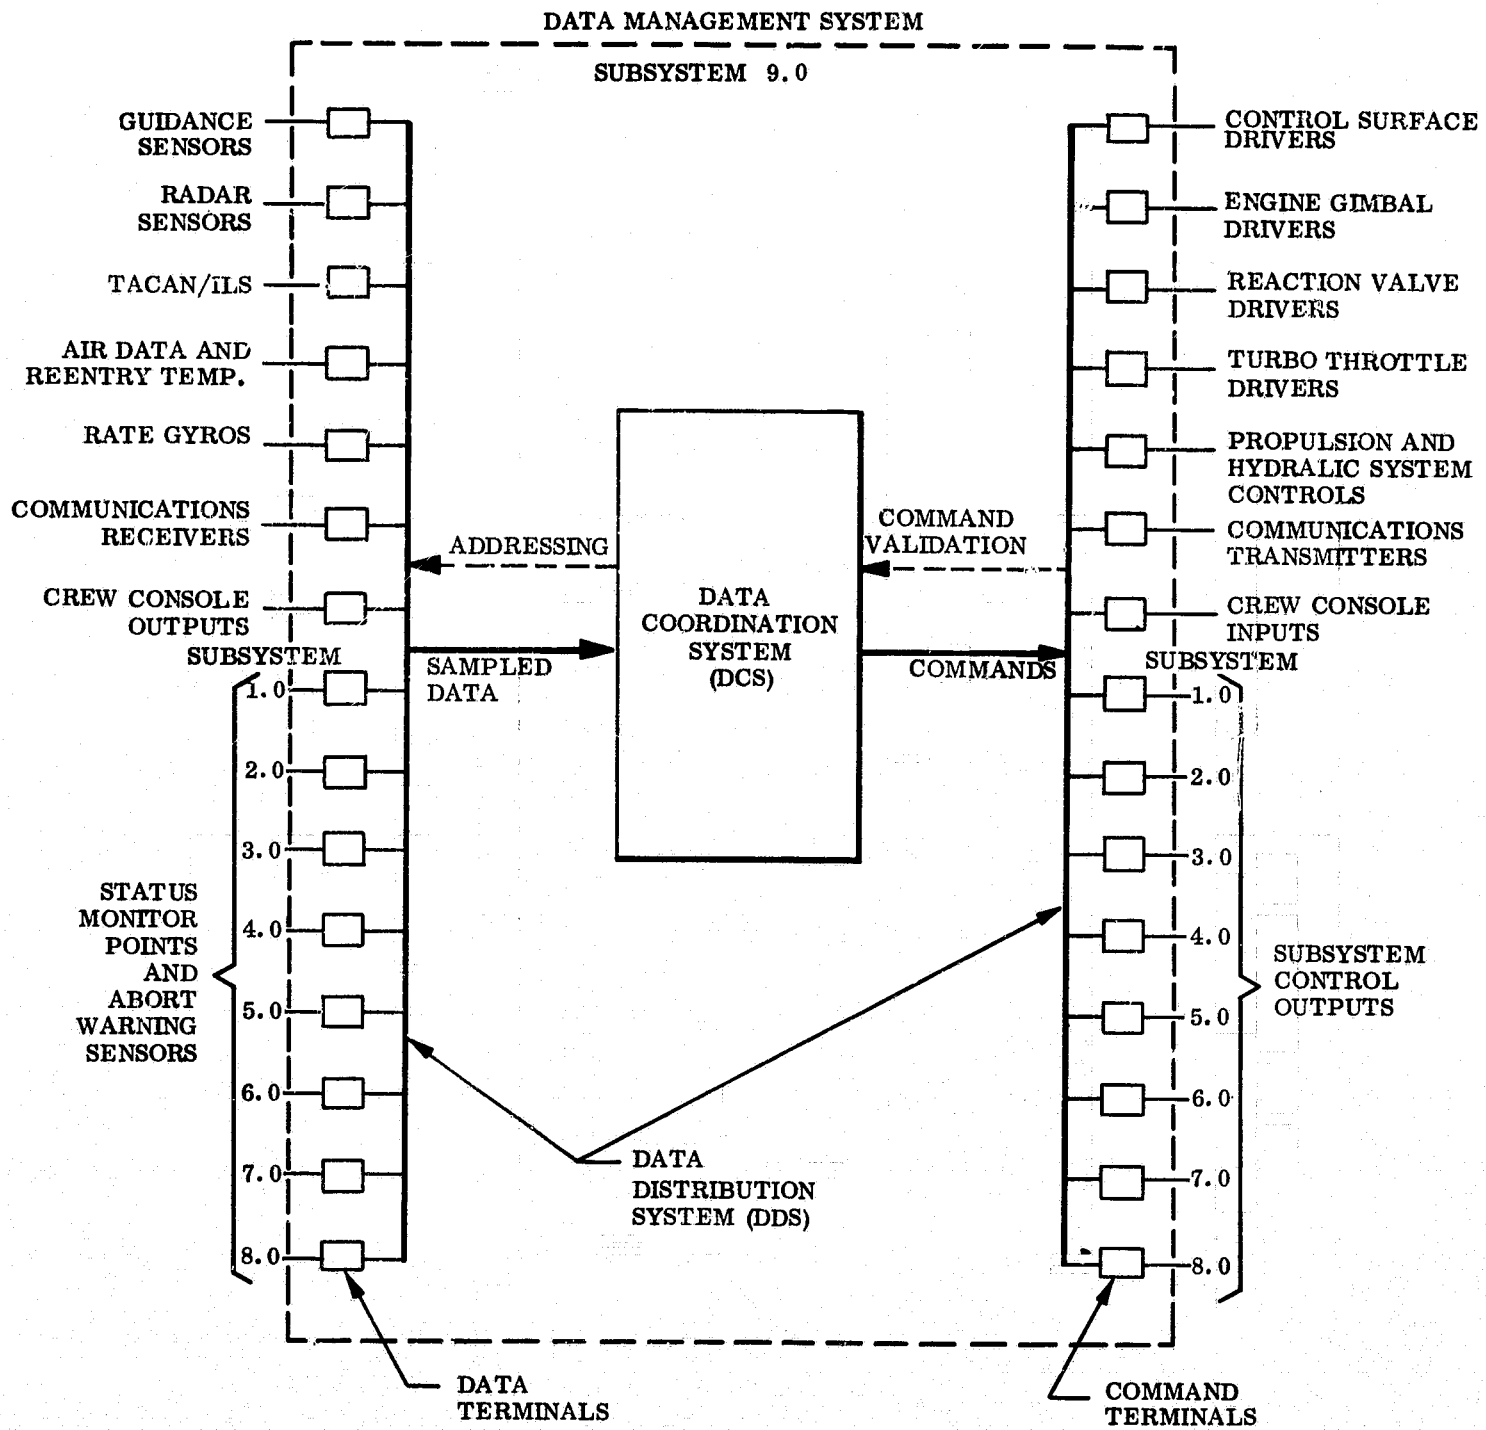 DATA MANAGEMENT SYSTEM
SUBSYSTEM 9.0
GUIDANCE
SENSORS
RADAR
SENSORS
TACAN/ILS
AIR DATA AND
REENTRY TEMP.
RATE GYROS
COMMUNICATIONS
RECEIVERS
CREW CONSOLE
OUTPUTS
SUBSYSTEM
1.0
2.0
3.0
4.0
5.0
6.0
7.0
8.0
STATUS
MONITOR
POINTS
AND
ABORT
WARNING
SENSORS
ADDRESSING
SAMPLED
DATA
DATA
COORDINATION
SYSTEM
(DCS)
COMMAND
VALIDATION
COMMANDS
DATA
DISTRIBUTION
SYSTEM (DDS)
CONTROL SURFACE
DRIVERS
ENGINE GIMBAL
DRIVERS
REACTION VALVE
DRIVERS
TURBO THROTTLE
DRIVERS
PROPULSION AND
HYDRALIC SYSTEM
CONTROLS
COMMUNICATIONS
TRANSMITTERS
CREW CONSOLE
INPUTS
SUBSYSTEM
1.0
2.0
3.0
4.0
5.0
6.0
7.0
8.0
SUBSYSTEM
CONTROL
OUTPUTS
DATA
TERMINALS
COMMAND
TERMINALS